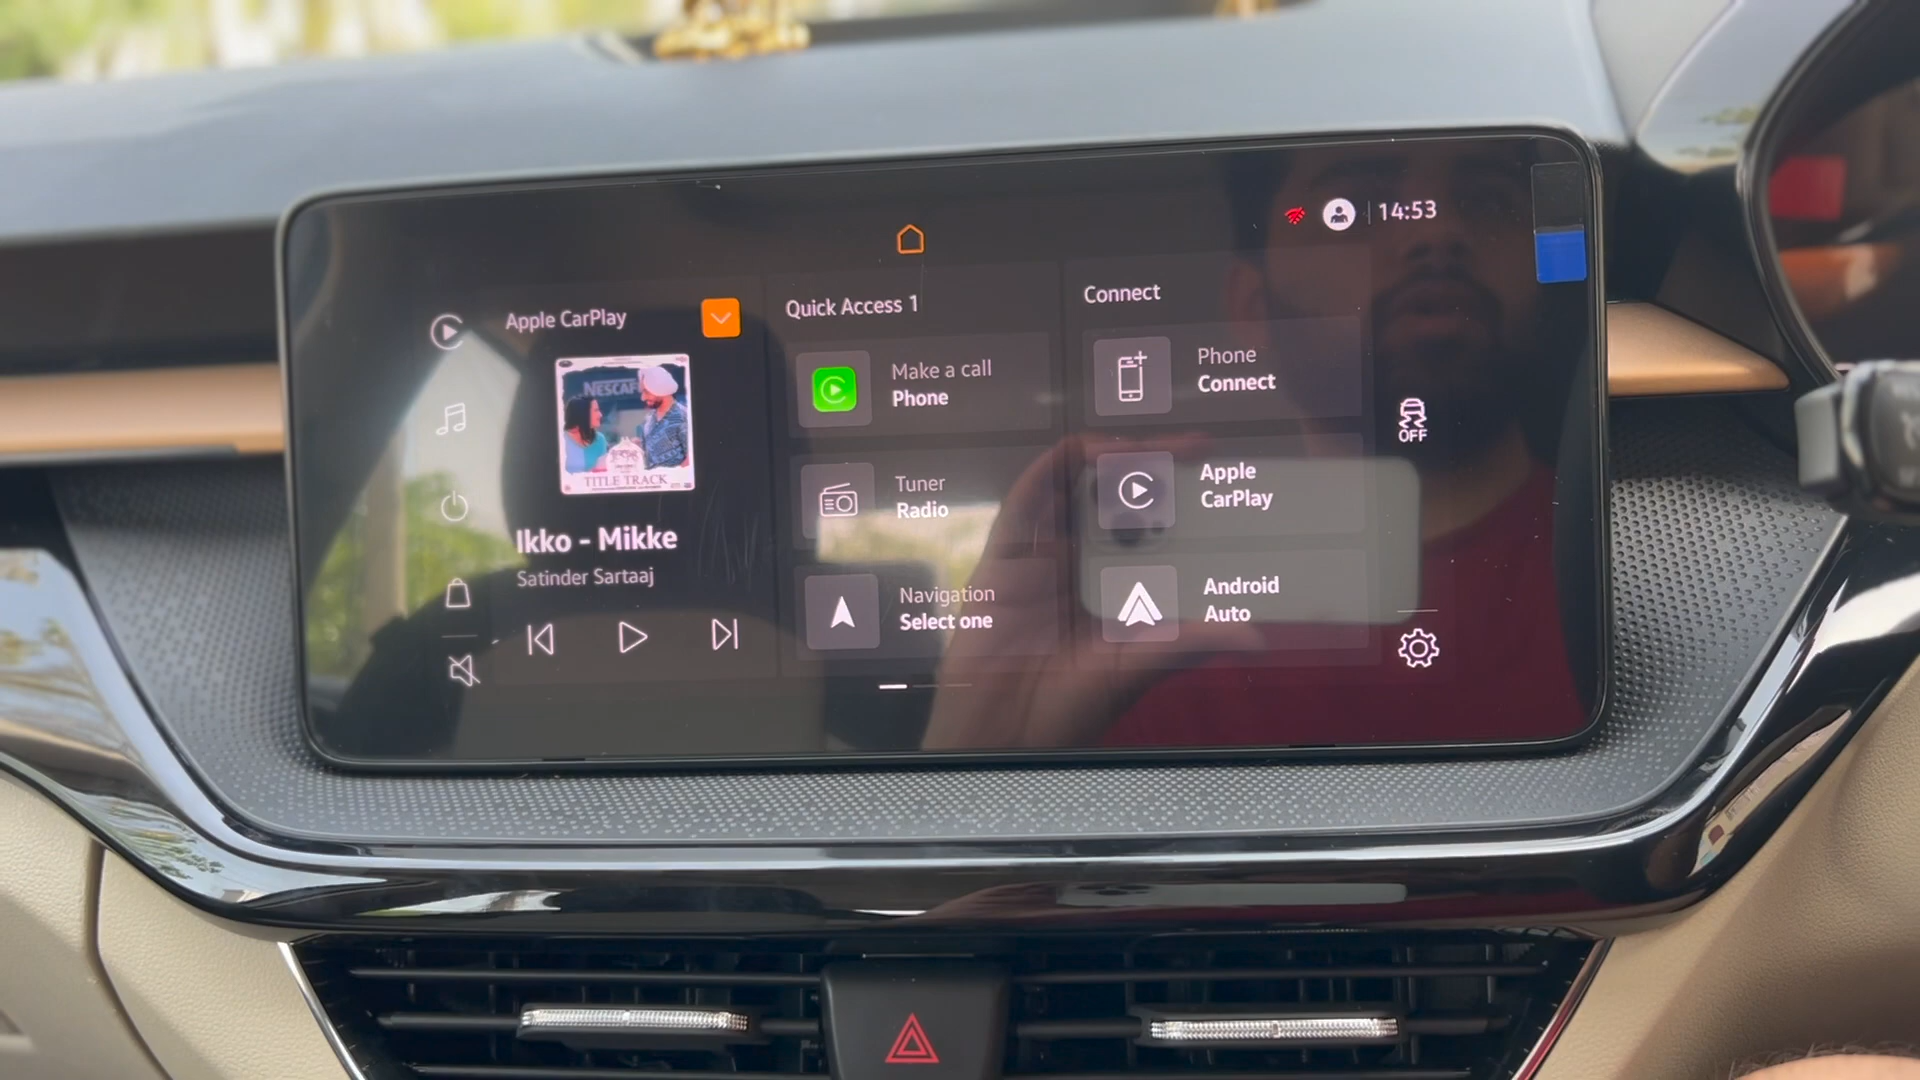 14:53
Apple CarPlay
NESCAF
TITLE TRACK
Ikko - Mikke
Satinder Sartaaj
Quick Access 1
Make a call
Phone
Tuner
Radio
Navigation
Select one
Connect
Phone
Connect
Apple
CarPlay
Android
Auto
OFF